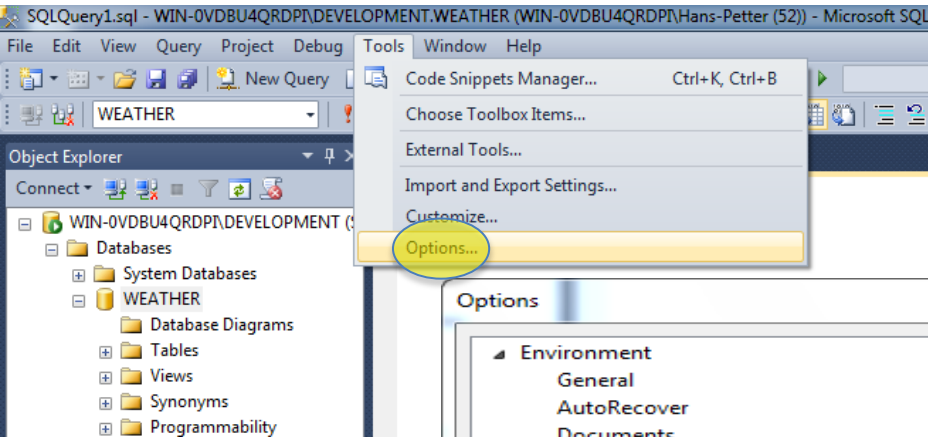 SQLQuery1.sql - WIN-0VDBU4QRDPI\DEVELOPMENT.WEATHER (WIN-0VDBU4QRDPI\Hans-Petter (52)) - Microsoft SQL
File Edit View Query Project Debug Tools Window Help
New Query
Code Snippets Manager... Ctrl+K, Ctrl+B
WEATHER
Choose Toolbox Items...
Object Explorer
External Tools...
Connect
Import and Export Settings...
Customize...
WIN-0VDBU4QRDPI\DEVELOPMENT (
Options...
Databases
System Databases
WEATHER
Options
Database Diagrams
Tables
Environment
Views
General
Synonyms
AutoRecover
Programmability
Documents